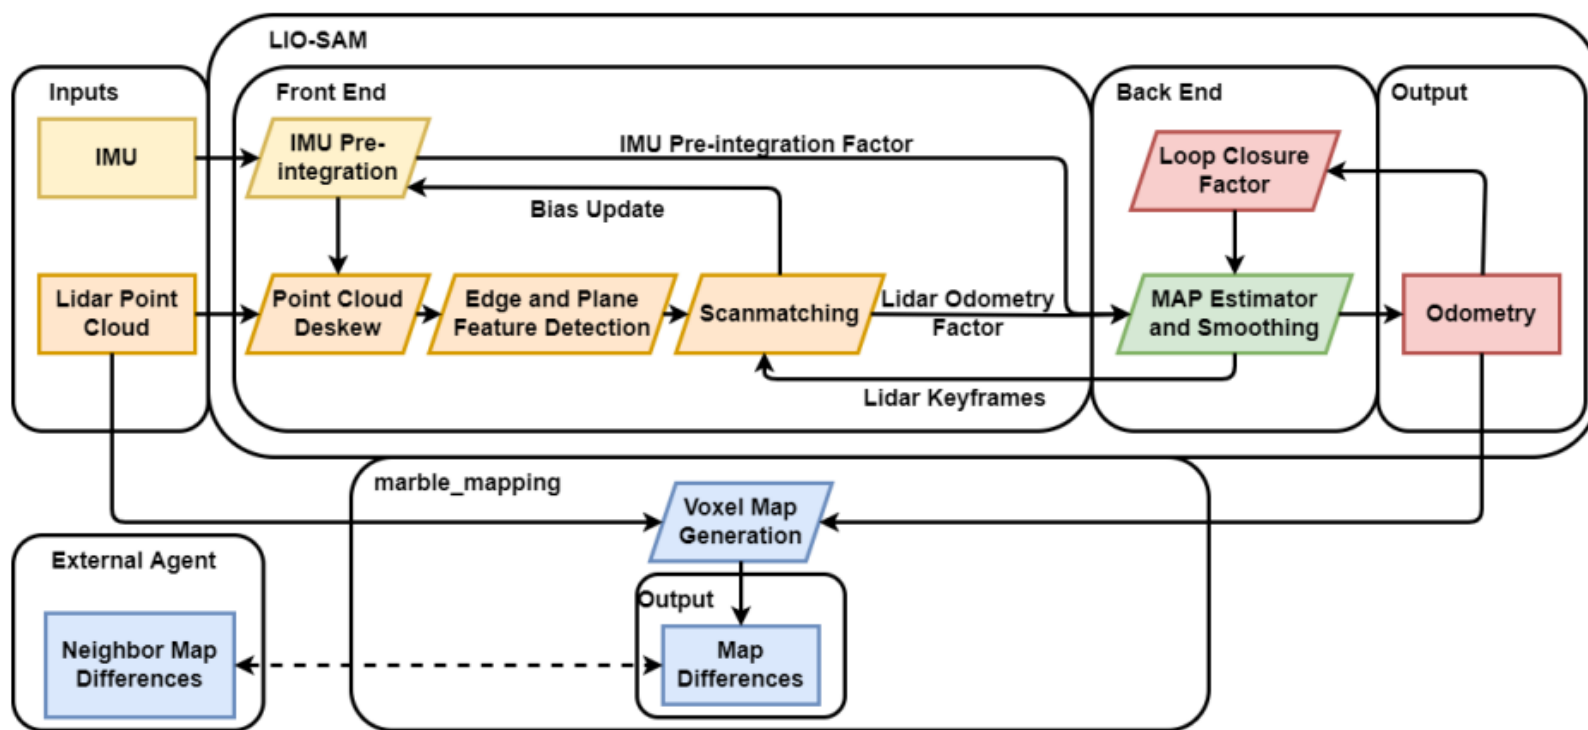 LIO-SAM
Inputs
Front End
Back End
Output
IMU
IMU Pre-
integration
IMU Pre-integration Factor
Loop Closure
Factor
Bias Update
Lidar Point
Cloud
Point Cloud
Deskew
Edge and Plane
Feature Detection
Scanmatching
Lidar Odometry
Factor
MAP Estimator
and Smoothing
Odometry
Lidar Keyframes
marble_mapping
Voxel Map
Generation
External Agent
Output
Neighbor Map
Differences
Map
Differences